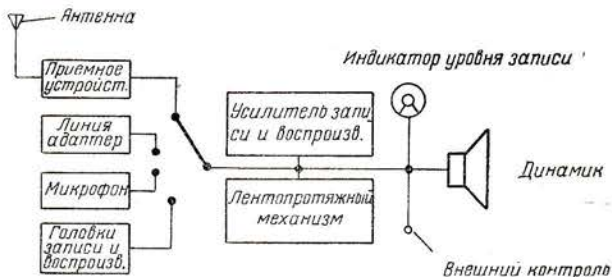 Антенна
Приемное
устройст.
Линия
адаптер
Микрофон
Головки
записи и
воспроизв.
Усилитель запи-
си и воспроизв.
Лентопротяжный
механизм
Индикатор уровня записи
Динамик
Внешний контроль